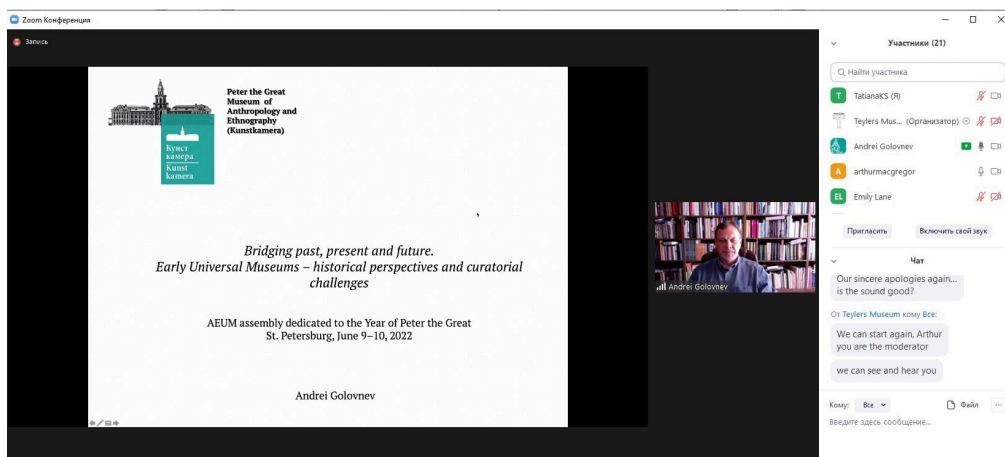 Zoom Конференция
Запись
Peter the Great
Museum of
Anthropology and
Ethnography
(Kunstkamera)
Кунст
камера
Kunst
kamera
Bridging past, present and future.
Early Universal Museums – historical perspectives and curatorial
challenges
AEUM assembly dedicated to the Year of Peter the Great
St. Petersburg, June 9–10, 2022
Andrei Golovnev
Andrei Golovnev
Участники (21)
Найти участника
T TatianaKS (Я)
Teylers Mus... (Организатор)
Andrei Golovnev
A arthurmacgregor
EL Emily Lane
Пригласить
Включить свой звук
Чат
Our sincere apologies again...
is the sound good?
От Teylers Museum кому Все:
We can start again, Arthur
you are the moderator
we can see and hear you
Кому: Все
Файл
Введите здесь сообщение...